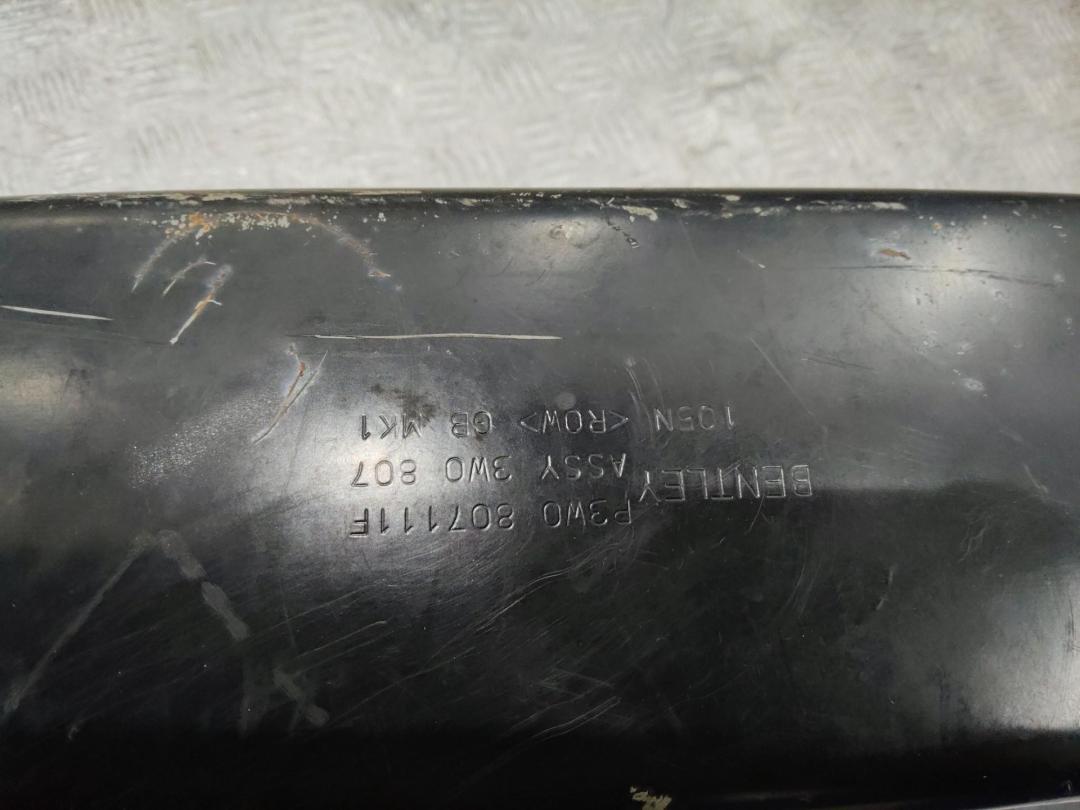 P3W0 807111F
BENTLEY ASSY 3W0 807
105N <ROW> GB MK1